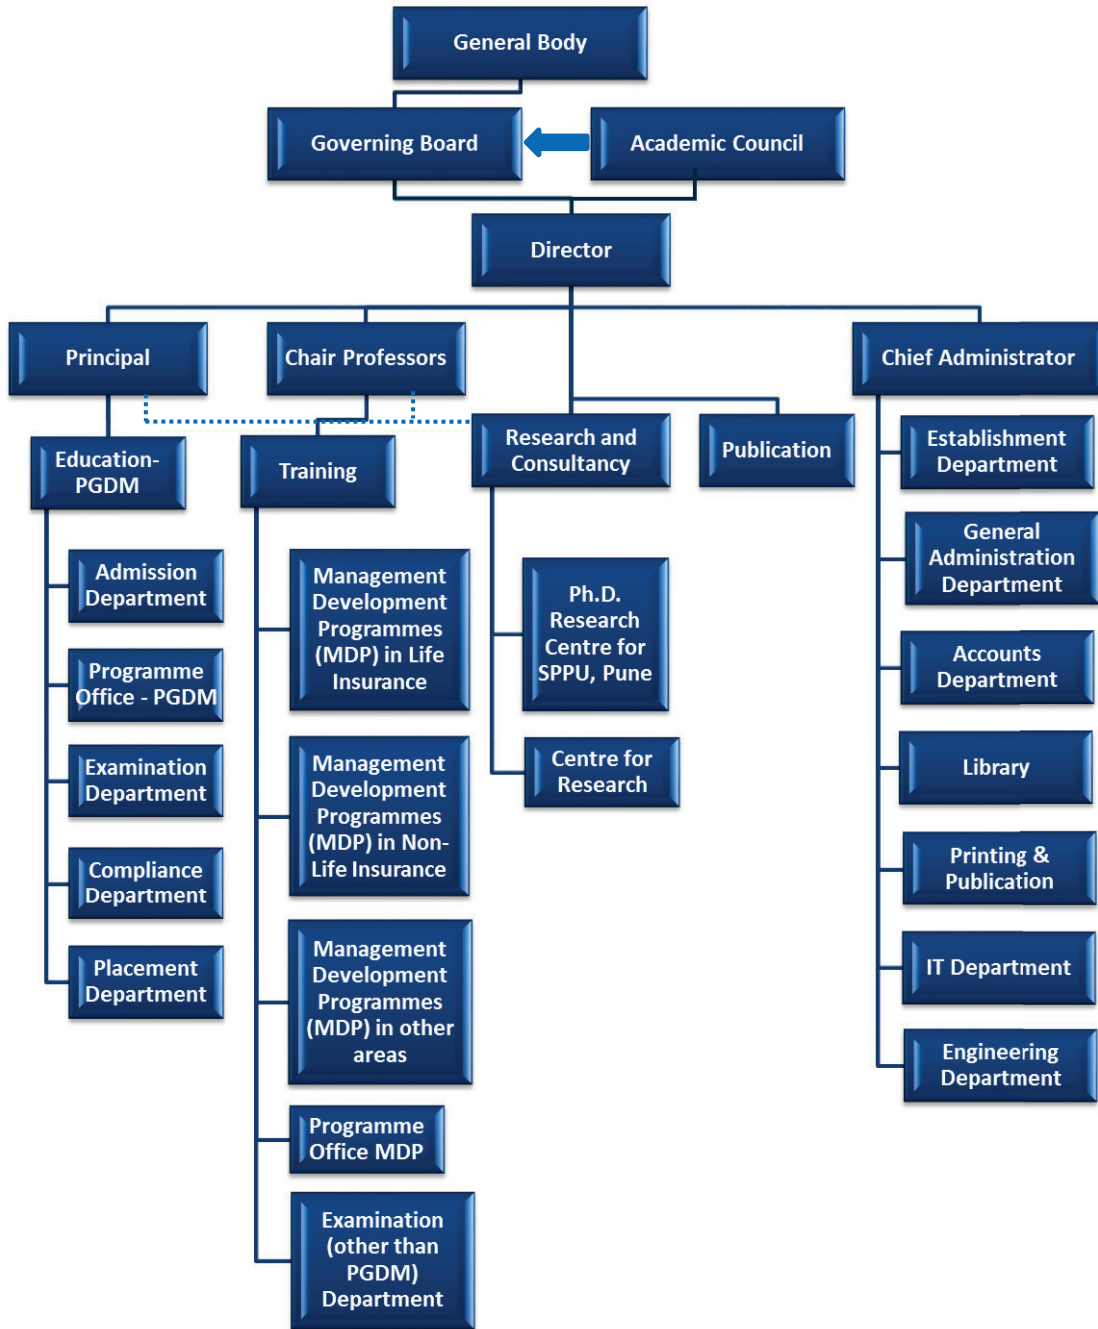 General Body
Governing Board
Academic Council
Director
Principal
Chair Professors
Chief Administrator
Education-
PGDM
Training
Research and
Consultancy
Publication
Admission
Department
Programme
Office - PGDM
Examination
Department
Compliance
Department
Placement
Department
Management
Development
Programmes
(MDP) in Life
Insurance
Management
Development
Programmes
(MDP) in Non-
Life Insurance
Management
Development
Programmes
(MDP) in other
areas
Programme
Office MDP
Examination
(other than
PGDM)
Department
Ph.D.
Research
Centre for
SPPU, Pune
Centre for
Research
Establishment
Department
General
Administration
Department
Accounts
Department
Library
Printing &
Publication
IT Department
Engineering
Department